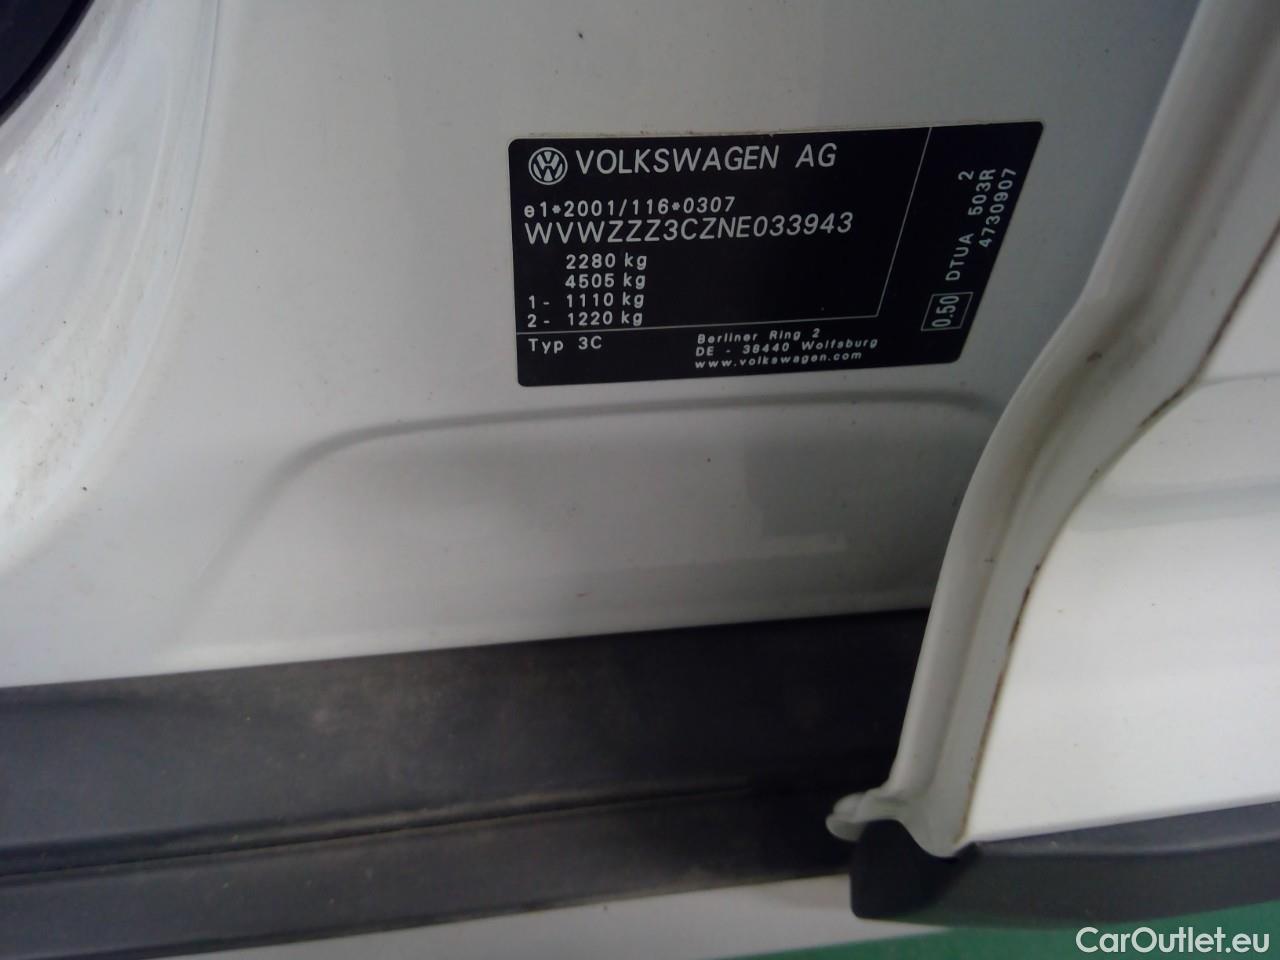 VOLKSWAGEN AG
e1*2001/116*0307
WVWZZZ3CZNE033943
2280 kg
4505 kg
1 - 1110 kg
2 - 1220 kg
Typ 3C
Berliner Ring 2
DE - 38440 Wolfsburg
www.volkswagen.com
0.50
DTUA 503R 2
4730907
CarOutlet.eu